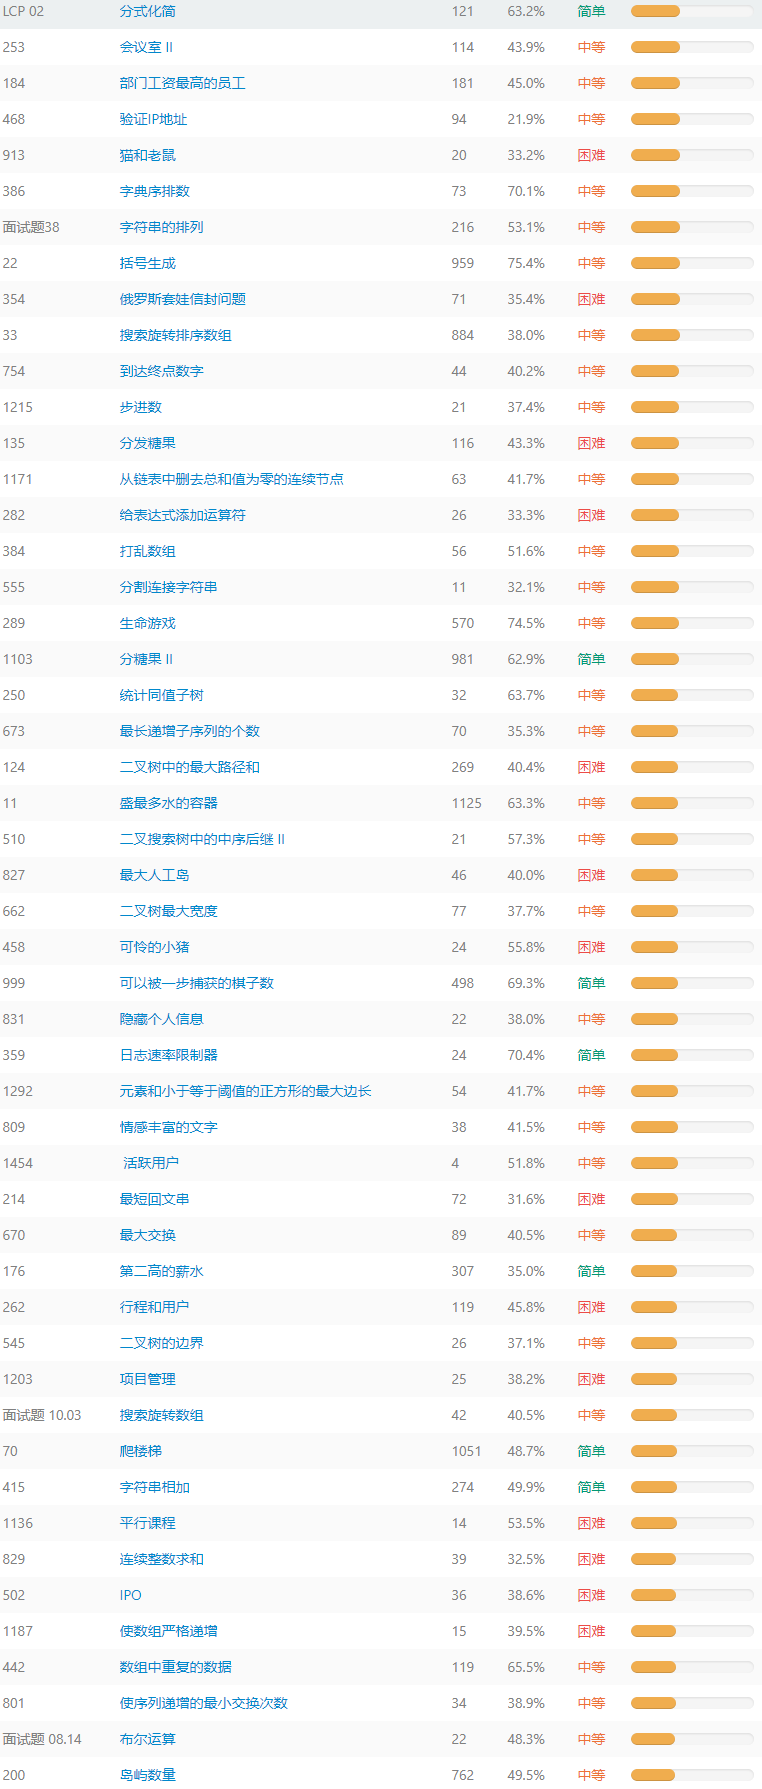 LCP 02 分式化简 121 63.2% 简单
253 会议室 II 114 43.9% 中等
184 部门工资最高的员工 181 45.0% 中等
468 验证IP地址 94 21.9% 中等
913 猫和老鼠 20 33.2% 困难
386 字典序排数 73 70.1% 中等
面试题38 字符串的排列 216 53.1% 中等
22 括号生成 959 75.4% 中等
354 俄罗斯套娃信封问题 71 35.4% 困难
33 搜索旋转排序数组 884 38.0% 中等
754 到达终点数字 44 40.2% 中等
1215 步进数 21 37.4% 中等
135 分发糖果 116 43.3% 困难
1171 从链表中删去总和值为零的连续节点 63 41.7% 中等
282 给表达式添加运算符 26 33.3% 困难
384 打乱数组 56 51.6% 中等
555 分割连接字符串 11 32.1% 中等
289 生命游戏 570 74.5% 中等
1103 分糖果 II 981 62.9% 简单
250 统计同值子树 32 63.7% 中等
673 最长递增子序列的个数 70 35.3% 中等
124 二叉树中的最大路径和 269 40.4% 困难
11 盛最多水的容器 1125 63.3% 中等
510 二叉搜索树中的中序后继 II 21 57.3% 中等
827 最大人工岛 46 40.0% 困难
662 二叉树最大宽度 77 37.7% 中等
458 可怜的小猪 24 55.8% 困难
999 可以被一步捕获的棋子数 498 69.3% 简单
831 隐藏个人信息 22 38.0% 中等
359 日志速率限制器 24 70.4% 简单
1292 元素和小于等于阈值的正方形的最大边长 54 41.7% 中等
809 情感丰富的文字 38 41.5% 中等
1454 活跃用户 4 51.8% 中等
214 最短回文串 72 31.6% 困难
670 最大交换 89 40.5% 中等
176 第二高的薪水 307 35.0% 简单
262 行程和用户 119 45.8% 困难
545 二叉树的边界 26 37.1% 中等
1203 项目管理 25 38.2% 困难
面试题 10.03 搜索旋转数组 42 40.5% 中等
70 爬楼梯 1051 48.7% 简单
415 字符串相加 274 49.9% 简单
1136 平行课程 14 53.5% 困难
829 连续整数求和 39 32.5% 困难
502 IPO 36 38.6% 困难
1187 使数组严格递增 15 39.5% 困难
442 数组中重复的数据 119 65.5% 中等
801 使序列递增的最小交换次数 34 38.9% 中等
面试题 08.14 布尔运算 22 48.3% 中等
200 岛屿数量 762 49.5% 中等